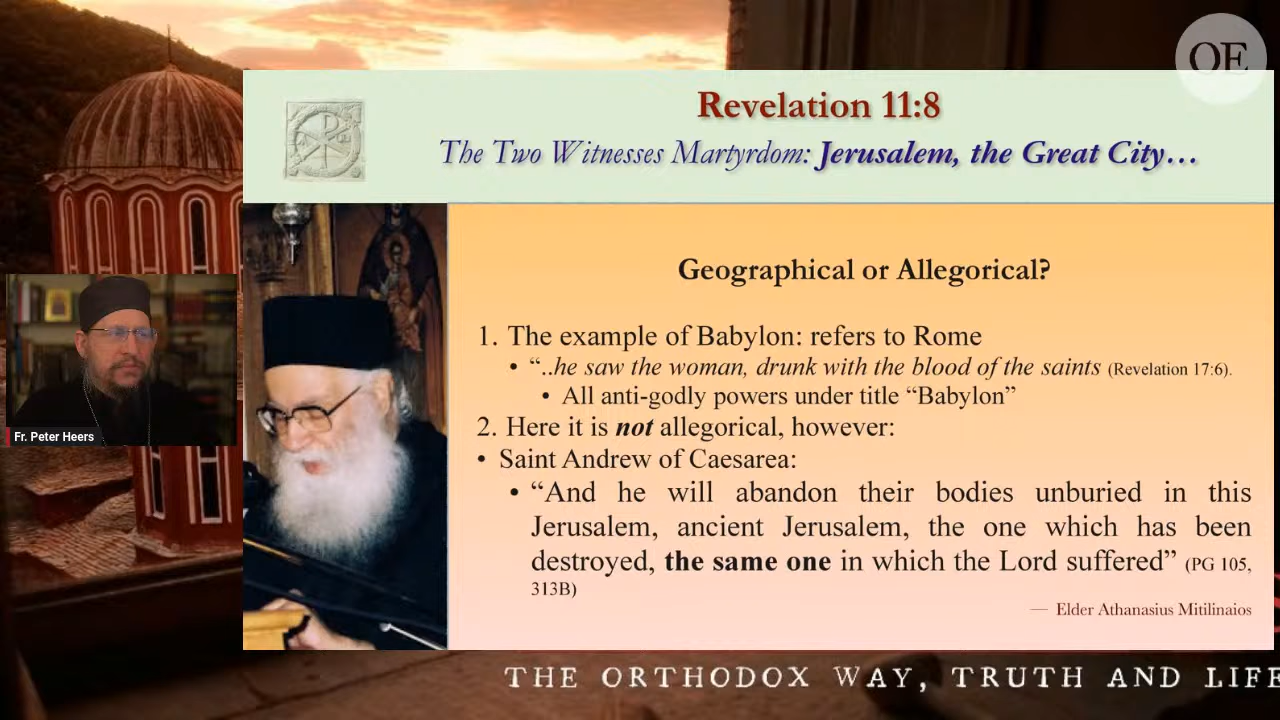 OE
Revelation 11:8
The Two Witnesses Martyrdom: Jerusalem, the Great City…
Geographical or Allegorical?
1. The example of Babylon: refers to Rome
• “..he saw the woman, drunk with the blood of the saints (Revelation 17:6).
• All anti-godly powers under title “Babylon”
2. Here it is not allegorical, however:
• Saint Andrew of Caesarea:
• “And he will abandon their bodies unburied in this
Jerusalem, ancient Jerusalem, the one which has been
destroyed, the same one in which the Lord suffered” (PG 105,
313B)
— Elder Athanasius Mitilinaios
Fr. Peter Heers
THE ORTHODOX WAY, TRUTH AND LIFE